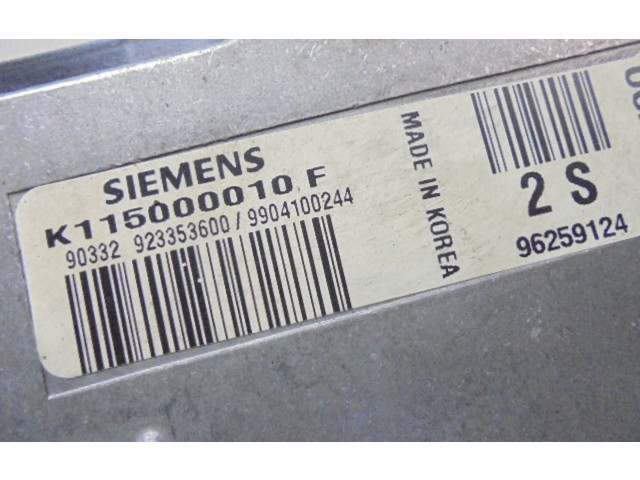 SIEMENS
K115000010 F
90332 923353600 / 9904100244
MADE IN KOREA
2 S
96259124